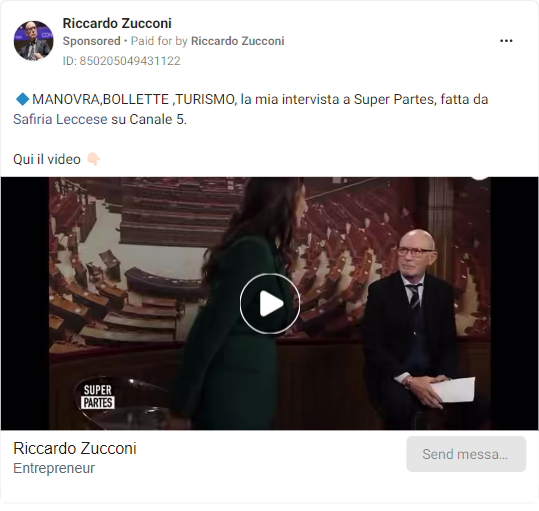 Riccardo Zucconi
Sponsored • Paid for by Riccardo Zucconi
ID: 850205049431122
🔷 MANOVRA,BOLLETTE ,TURISMO, la mia intervista a Super Partes, fatta da
Safiria Leccese su Canale 5.
Qui il video 👇🏻
SUPER
PARTES
Riccardo Zucconi
Entrepreneur
Send messa...